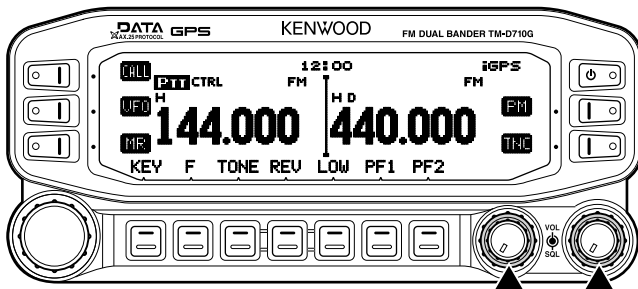 DATA GPS KENWOOD FM DUAL BANDER TM-D710G
AX.25 PROTOCOL
CALL 12:00 iGPS
PTT CTRL FM FM
H H D
VFO 144.000 440.000 PM
MR TNC
KEY F TONE REV LOW PF1 PF2
VOL
SQL